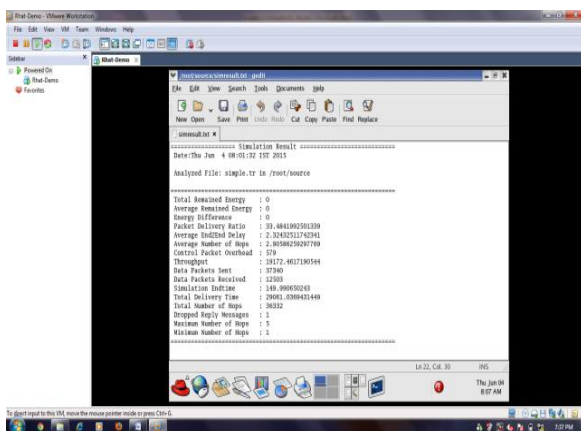 Rhat-Demo - VMware Workstation
File Edit View VM Team Windows Help
Sidebar
Powered On
Rhat-Demo
Favorites
Rhat-Demo
/root/source/simresult.txt - gedit
File Edit View Search Tools Documents Help
New Open Save Print Undo Redo Cut Copy Paste Find Replace
simresult.txt
=================== Simulation Result ===========================
Date:Thu Jun 4 08:01:32 IST 2015
Analyzed File: simple.tr in /root/source
Total Remained Energy : 0
Average Remained Energy : 0
Energy Difference : 0
Packet Delivery Ratio : 33.4841992501339
Average End2End Delay : 2.32432511742341
Average Number of Hops : 2.90586259297769
Control Packet Overhead : 579
Throughput : 19172.4617190544
Data Packets Sent : 37340
Data Packets Received : 12503
Simulation Endtime : 149.990650243
Total Delivery Time : 29061.0369431449
Total Number of Hops : 36332
Dropped Reply Messages : 1
Maximum Number of Hops : 5
Minimum Number of Hops : 1
Ln 22, Col. 30 INS
Thu Jun 04
8:07 AM
To direct input to this VM, move the mouse pointer inside or press Ctrl+G.
7:07 PM